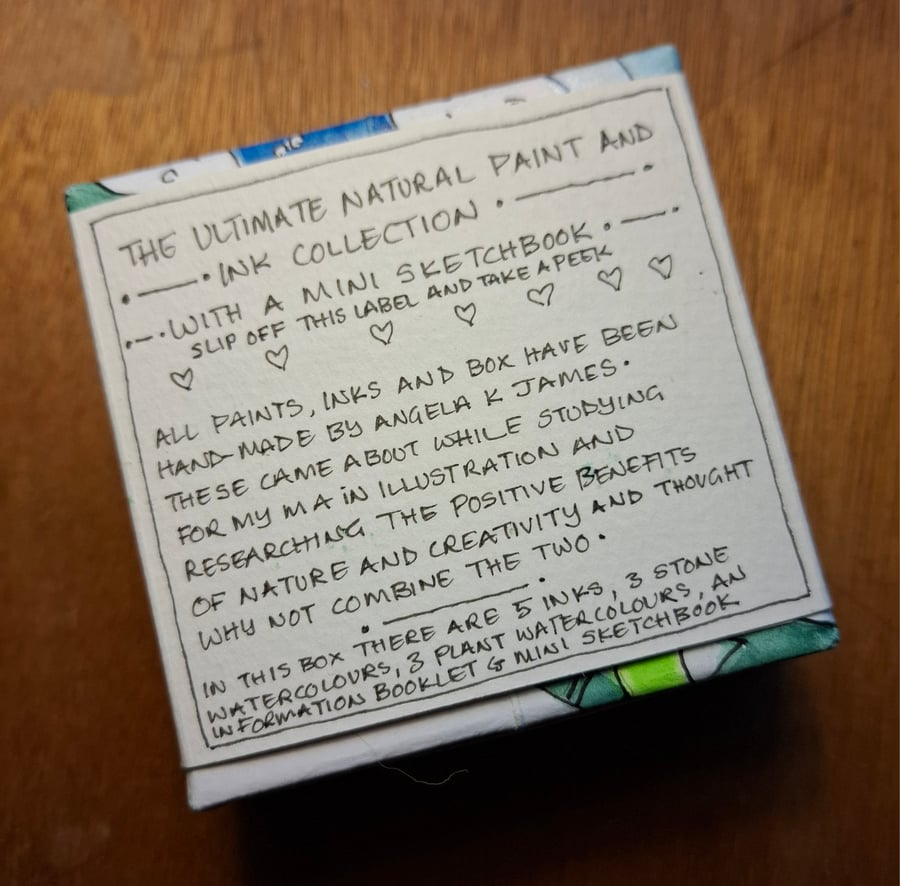 THE ULTIMATE NATURAL PAINT AND
INK COLLECTION
WITH A MINI SKETCHBOOK
SLIP OFF THIS LABEL AND TAKE A PEEK
ALL PAINTS, INKS AND BOX HAVE BEEN
HAND-MADE BY ANGELA K JAMES.
THESE CAME ABOUT WHILE STUDYING
FOR MY MA iN ILLUSTRATION AND
RESEARCHING THE POSITIVE BENEFITS
OF NATURE AND CREATIVITY AND THOUGHT
WHY NOT COMBINE THE TWO.
IN THIS BOX THERE ARE 5 INKS, 3 STONE
WATERCOLOURS, 3 PLANT WATERCOLOURS, AN
INFORMATION BOOKLET & MINI SKETCHBOOK